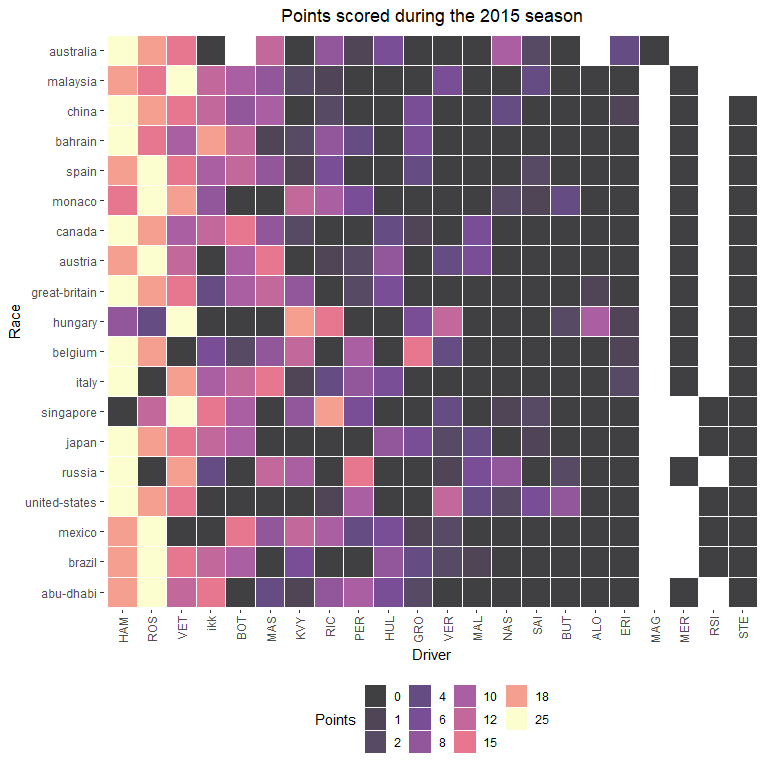 Points scored during the 2015 season
Race
australia
malaysia
china
bahrain
spain
monaco
canada
austria
great-britain
hungary
belgium
italy
singapore
japan
russia
united-states
mexico
brazil
abu-dhabi
HAM ROS VET ikk BOT MAS KVY RIC PER HUL GRO VER MAL NAS SAI BUT ALO ERI MAG MER RSI STE
Driver
Points
0 4 10 18
1 6 12 25
2 8 15